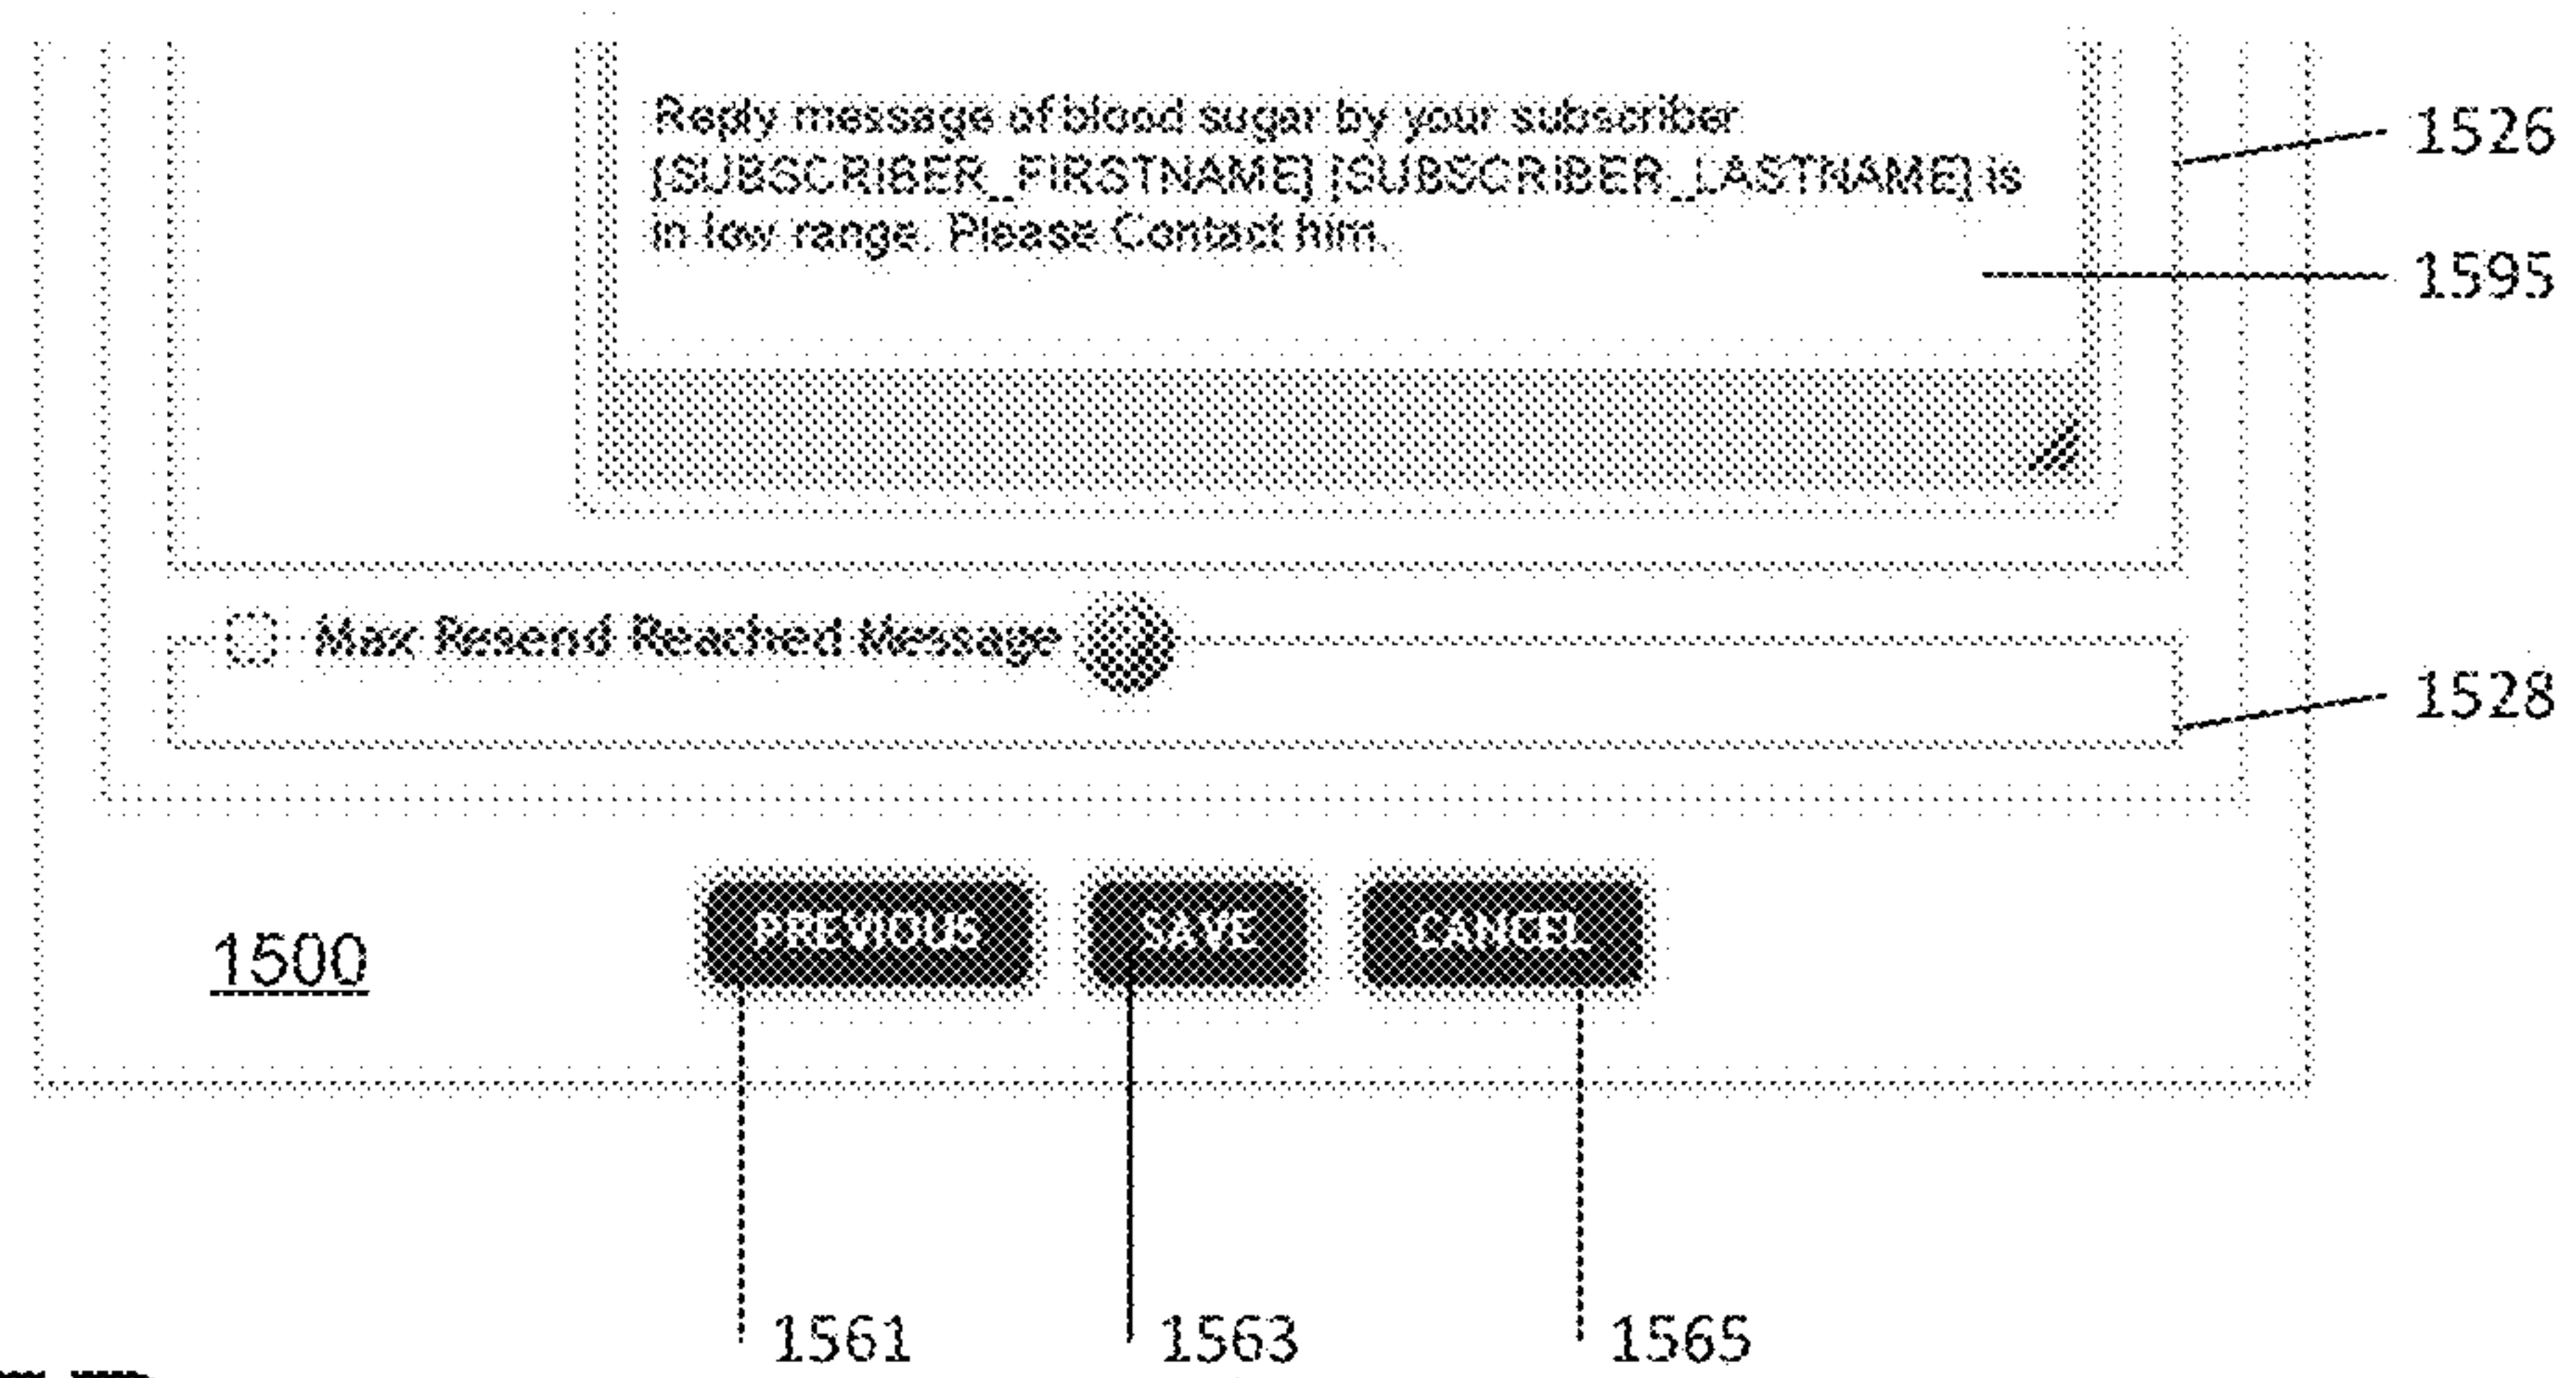 Reply message of blood sugar by your subscriber
[SUBSCRIBER_FIRSTNAME] [SUBSCRIBER_LASTNAME] is
in low range. Please Contact him.
1526
1595
Max Resend Reached Message
1528
1500
PREVIOUS SAVE CANCEL
1561 1563 1565